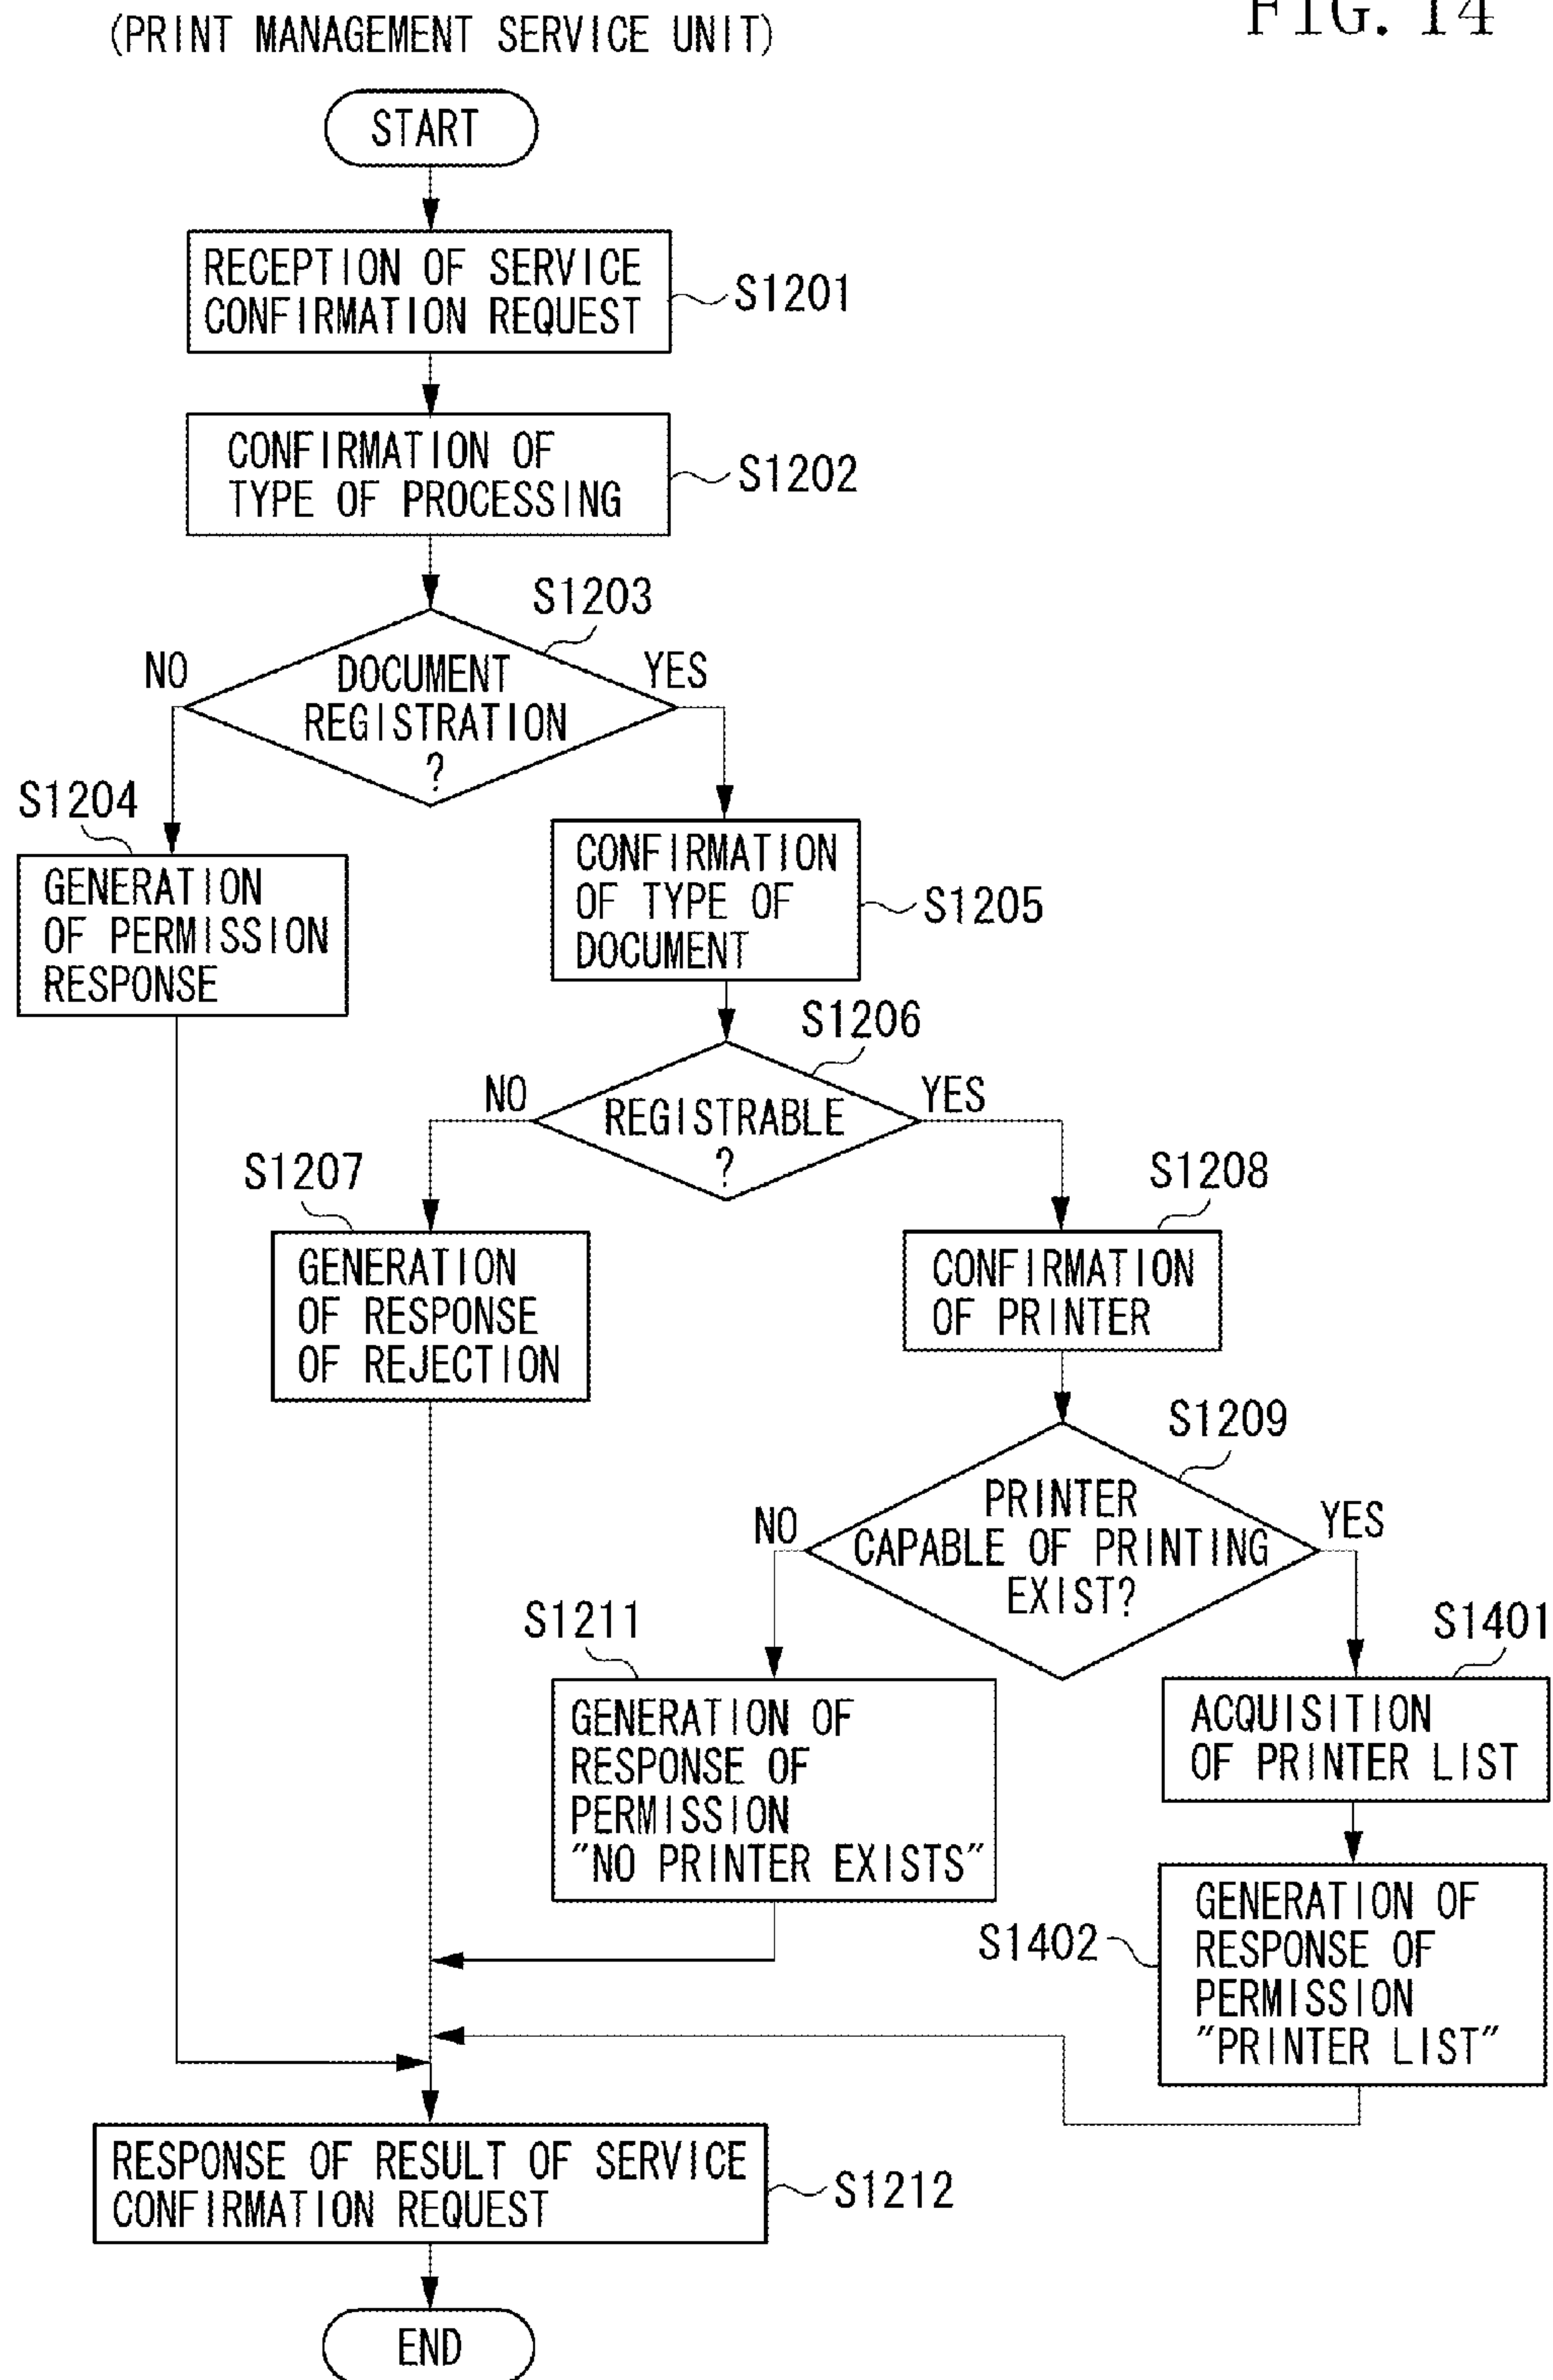 (PRINT MANAGEMENT SERVICE UNIT)
FIG. 14
START
RECEPTION OF SERVICE
CONFIRMATION REQUEST
S1201
CONFIRMATION OF
TYPE OF PROCESSING
S1202
S1203
NO
YES
DOCUMENT
REGISTRATION
?
S1204
GENERATION
OF PERMISSION
RESPONSE
CONFIRMATION
OF TYPE OF
DOCUMENT
S1205
S1206
NO
YES
REGISTRABLE
?
S1207
GENERATION
OF RESPONSE
OF REJECTION
S1208
CONFIRMATION
OF PRINTER
S1209
NO
YES
PRINTER
CAPABLE OF PRINTING
EXIST?
S1211
GENERATION OF
RESPONSE OF
PERMISSION
"NO PRINTER EXISTS"
S1401
ACQUISITION
OF PRINTER LIST
S1402
GENERATION OF
RESPONSE OF
PERMISSION
"PRINTER LIST"
RESPONSE OF RESULT OF SERVICE
CONFIRMATION REQUEST
S1212
END